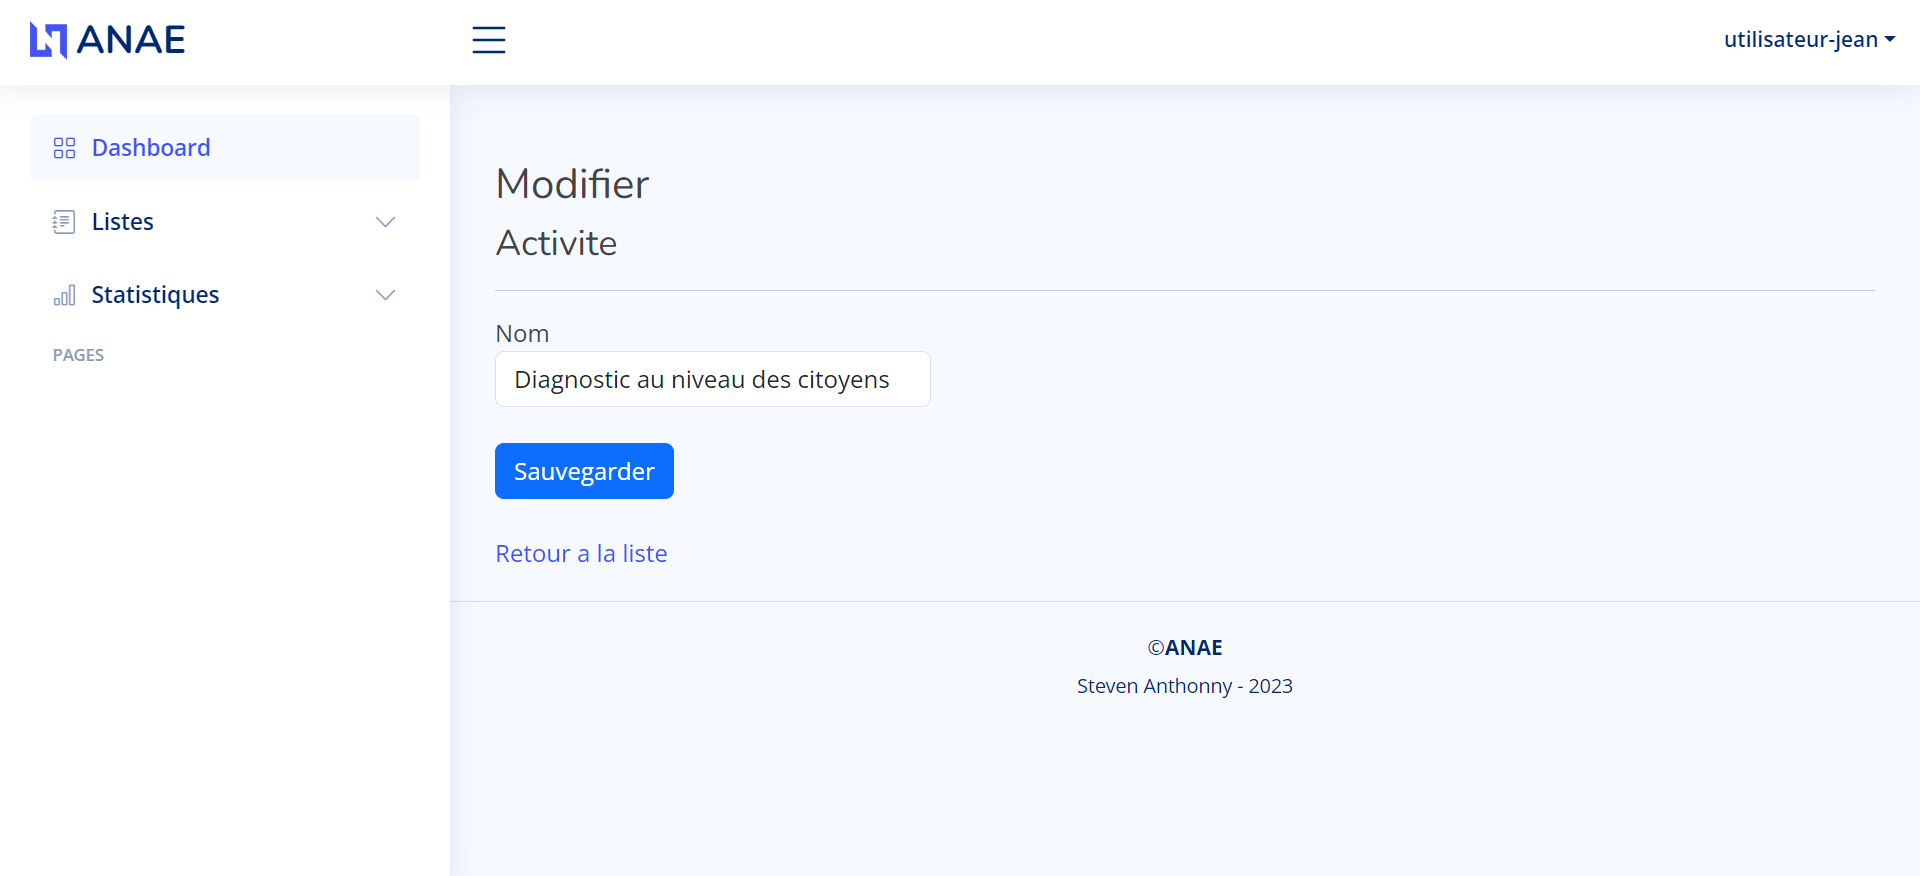 ANAE
utilisateur-jean
Dashboard
Listes
Statistiques
PAGES
Modifier
Activite
Nom
Diagnostic au niveau des citoyens
Sauvegarder
Retour a la liste
©ANAE
Steven Anthonny - 2023